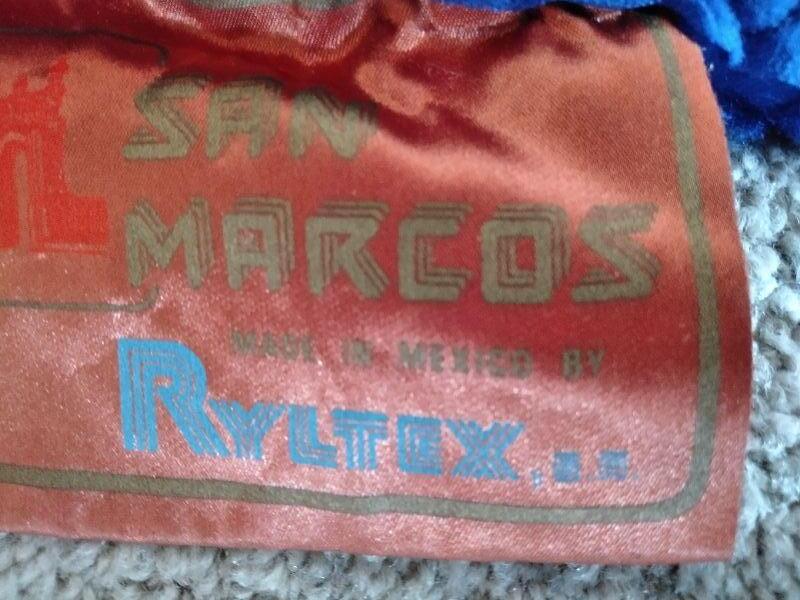 SAN
MARCOS
MADE IN MEXICO BY
RYLTEX, S.A.